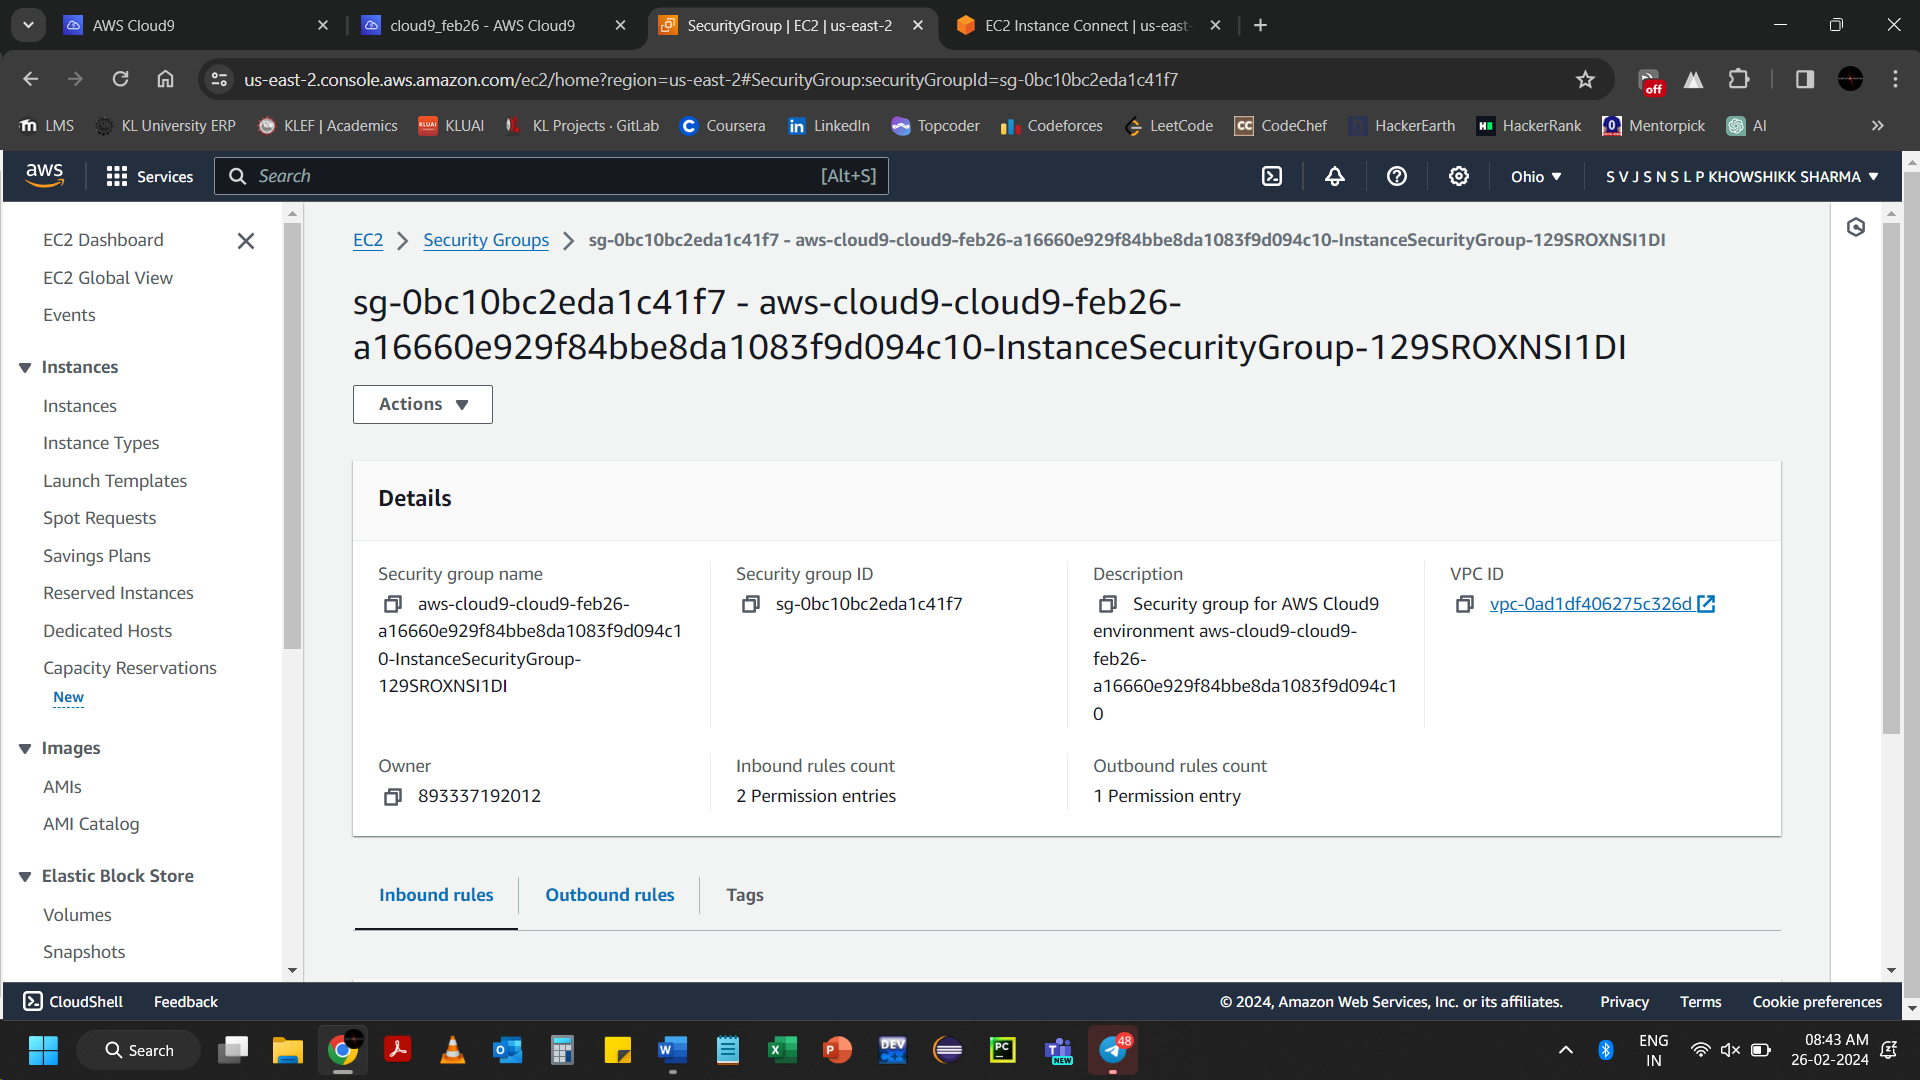 AWS Cloud9
cloud9_feb26 - AWS Cloud9
SecurityGroup | EC2 | us-east-2
EC2 Instance Connect | us-east-
us-east-2.console.aws.amazon.com/ec2/home?region=us-east-2#SecurityGroup:securityGroupId=sg-0bc10bc2eda1c41f7
off
LMS
KL University ERP
KLEF | Academics
KLUAI
KL Projects · GitLab
Coursera
LinkedIn
Topcoder
Codeforces
LeetCode
CodeChef
HackerEarth
HackerRank
Mentorpick
AI
aws
Services
Search
[Alt+S]
Ohio
S V J S N S L P KHOWSHIKK SHARMA
EC2 Dashboard
EC2 Global View
Events
Instances
Instances
Instance Types
Launch Templates
Spot Requests
Savings Plans
Reserved Instances
Dedicated Hosts
Capacity Reservations
New
Images
AMIs
AMI Catalog
Elastic Block Store
Volumes
Snapshots
EC2 > Security Groups > sg-0bc10bc2eda1c41f7 - aws-cloud9-cloud9-feb26-a16660e929f84bbe8da1083f9d094c10-InstanceSecurityGroup-129SROXNSI1DI
sg-0bc10bc2eda1c41f7 - aws-cloud9-cloud9-feb26-
a16660e929f84bbe8da1083f9d094c10-InstanceSecurityGroup-129SROXNSI1DI
Actions
Details
Security group name
aws-cloud9-cloud9-feb26-
a16660e929f84bbe8da1083f9d094c1
0-InstanceSecurityGroup-
129SROXNSI1DI
Security group ID
sg-0bc10bc2eda1c41f7
Description
Security group for AWS Cloud9
environment aws-cloud9-cloud9-
feb26-
a16660e929f84bbe8da1083f9d094c1
0
VPC ID
vpc-0ad1df406275c326d
Owner
893337192012
Inbound rules count
2 Permission entries
Outbound rules count
1 Permission entry
Inbound rules
Outbound rules
Tags
CloudShell
Feedback
© 2024, Amazon Web Services, Inc. or its affiliates.
Privacy
Terms
Cookie preferences
Search
DEV
PC
NEW
48
ENG
IN
08:43 AM
26-02-2024